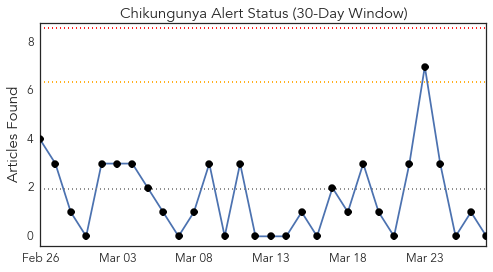 Chikungunya Alert Status (30-Day Window)
Articles Found
8
6
4
2
0
Feb 26 Mar 03 Mar 08 Mar 13 Mar 18 Mar 23